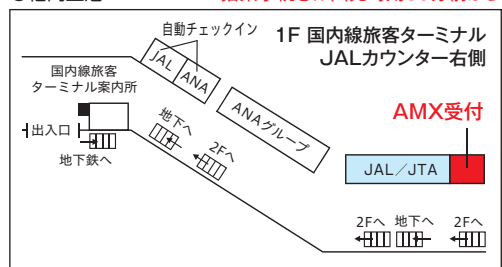 自動チェックイン
1F 国内線旅客ターミナル
JALカウンター右側
JAL
ANA
国内線旅客
ターミナル案内所
ANAグループ
AMX受付
出入口
地下へ
2Fへ
地下鉄へ
JAL／JTA
2Fへ
地下へ
2Fへ